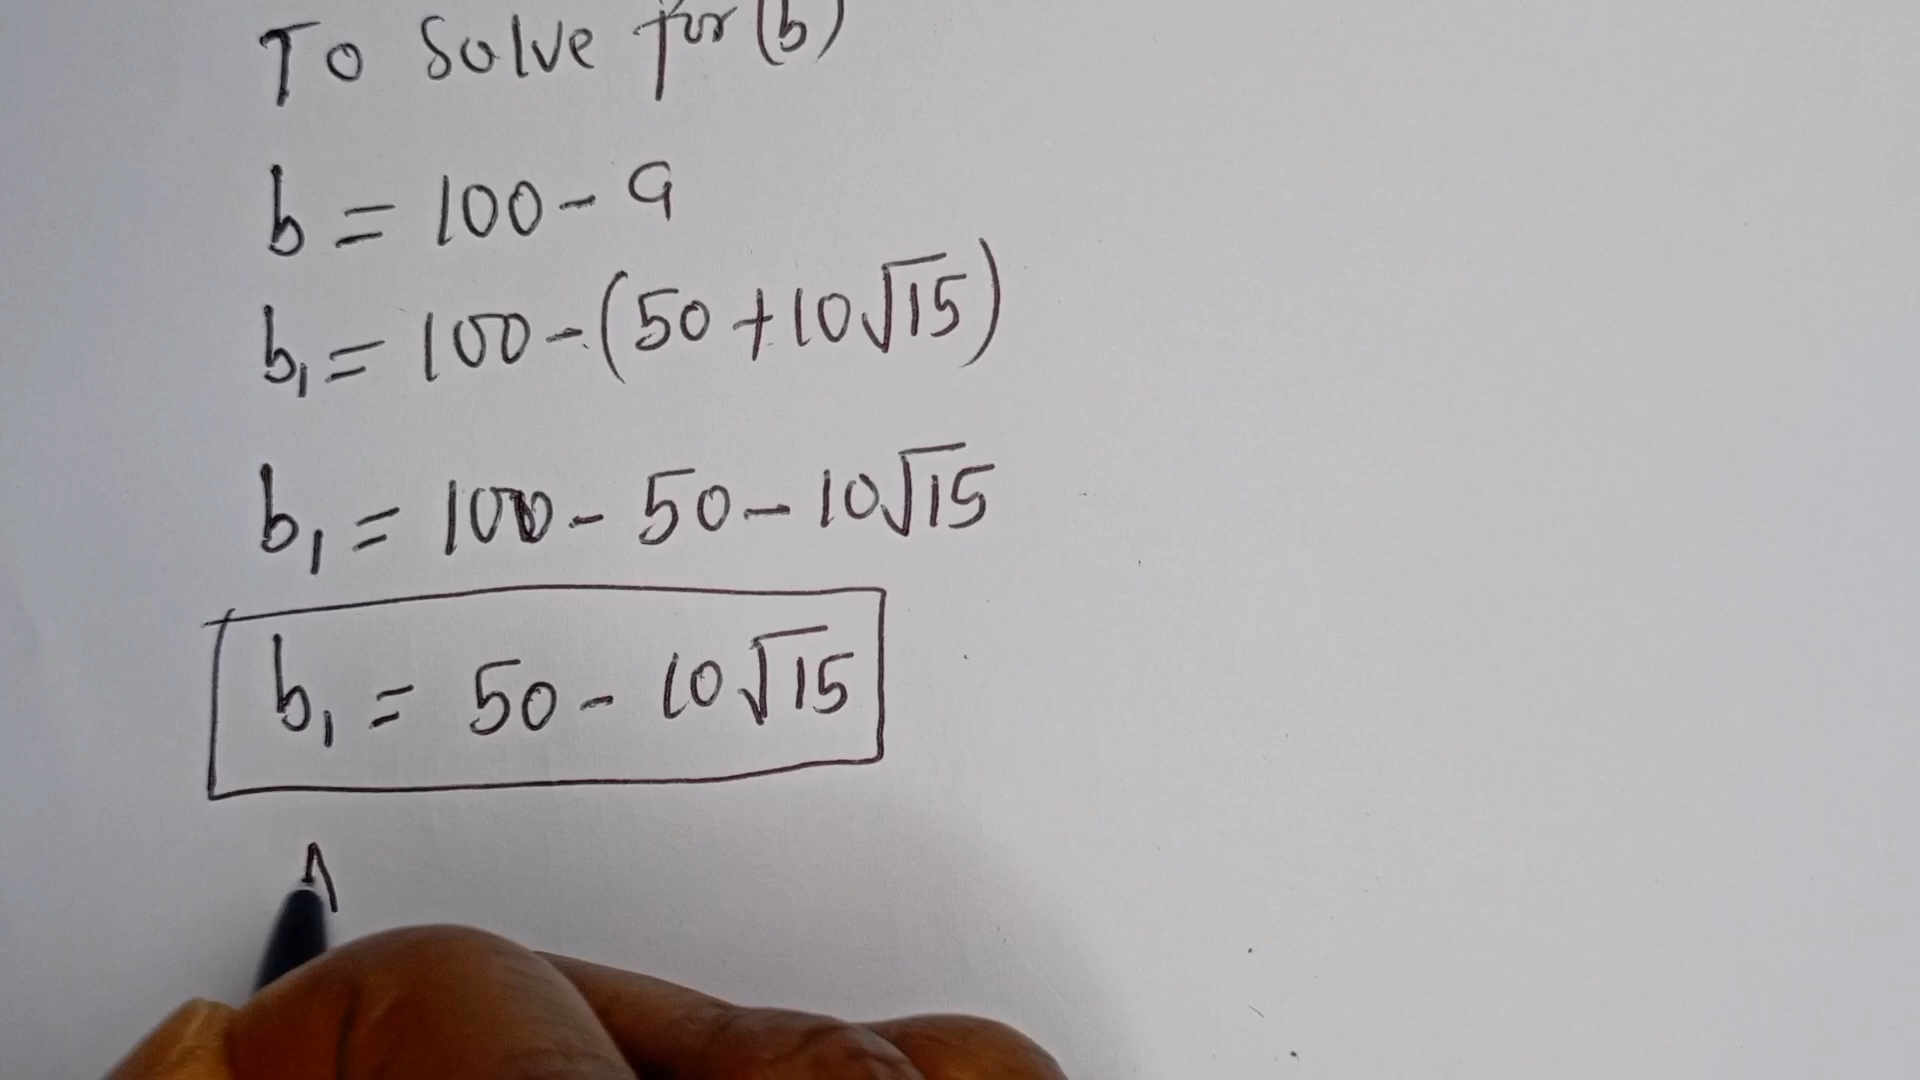 To Solve for (b)
b = 100 - a
b₁ = 100 - (50 + 10√15)
b₁ = 100 - 50 - 10√15
b₁ = 50 - 10√15